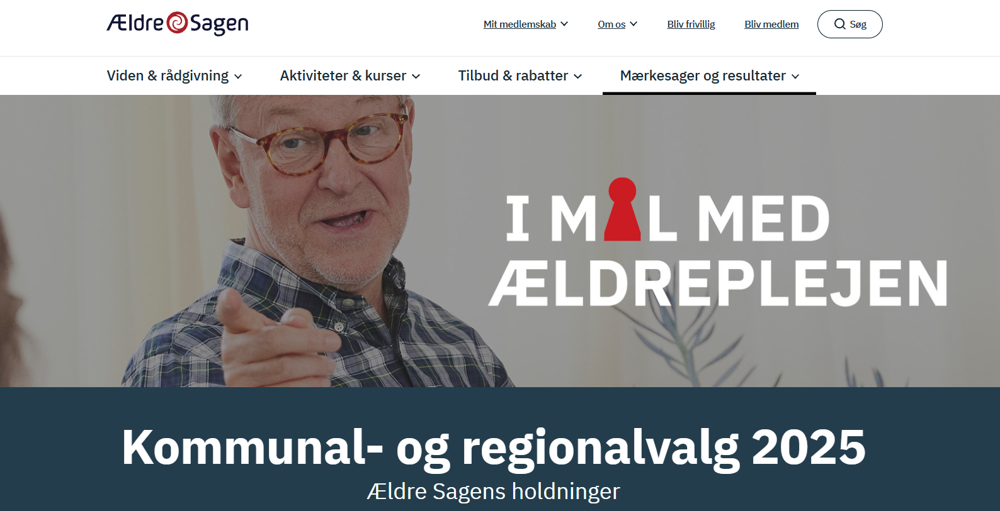 Ældre Sagen
Mit medlemskab
Om os
Bliv frivillig
Bliv medlem
Søg
Viden & rådgivning
Aktiviteter & kurser
Tilbud & rabatter
Mærkesager og resultater
I MÅL MED
ÆLDREPLEJEN
Kommunal- og regionalvalg 2025
Ældre Sagens holdninger